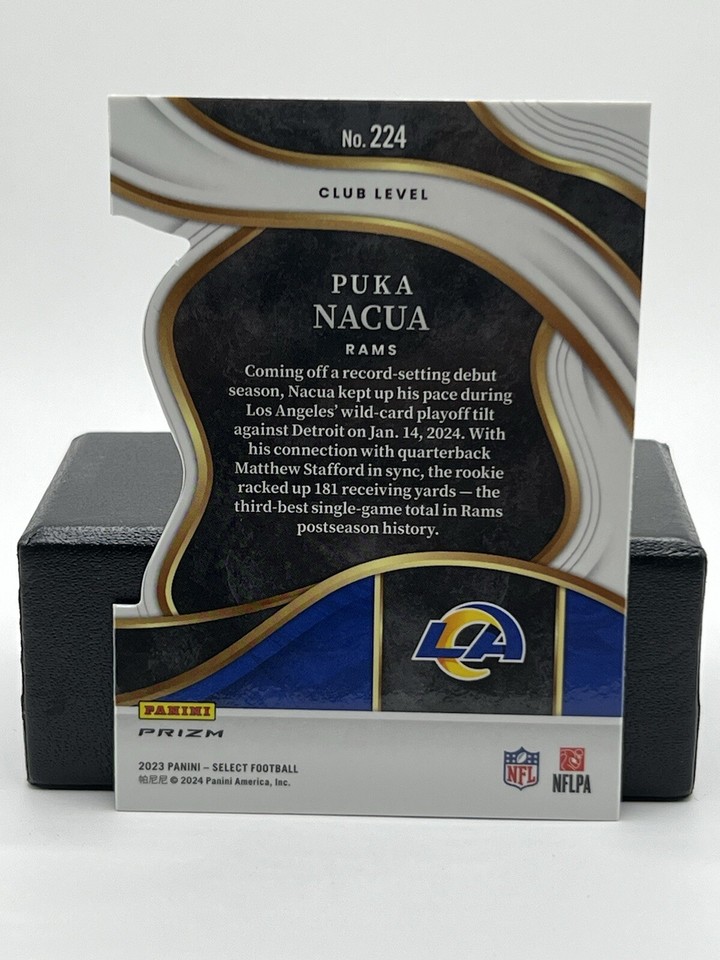 No. 224
CLUB LEVEL
PUKA
NACUA
RAMS
Coming off a record-setting debut
season, Nacua kept up his pace during
Los Angeles' wild-card playoff tilt
against Detroit on Jan. 14, 2024. With
his connection with quarterback
Matthew Stafford in sync, the rookie
racked up 181 receiving yards — the
third-best single-game total in Rams
postseason history.
LA
PANINI
PRIZM
2023 PANINI – SELECT FOOTBALL
帕尼尼 © 2024 Panini America, Inc.
NFL
NFLPA